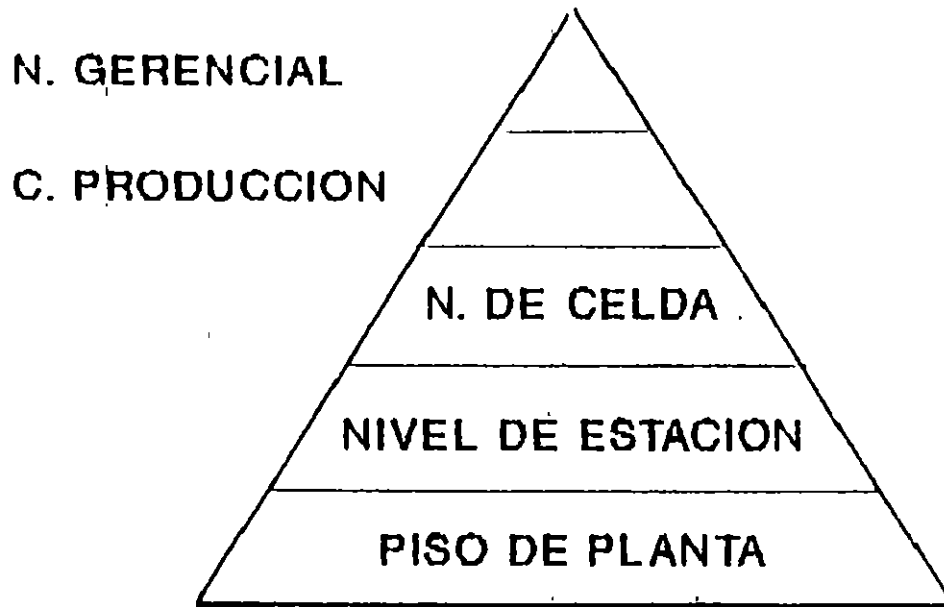 N. GERENCIAL
C. PRODUCCION
N. DE CELDA
NIVEL DE ESTACION
PISO DE PLANTA